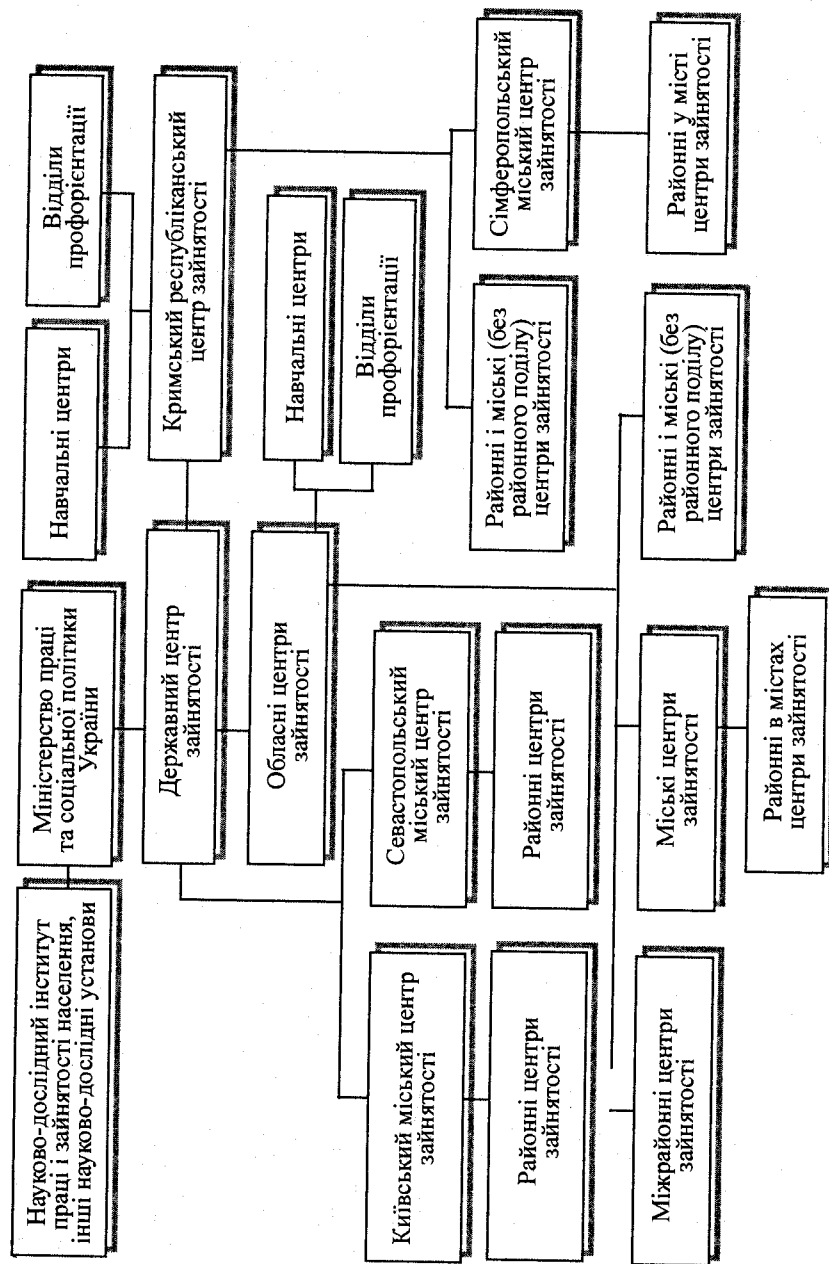 Науково-дослідний інститут
праці і зайнятості населення,
інші науково-дослідні установи
Міністерство праці
та соціальної політики
України
Навчальні центри
Відділи
профорієнтації
Державний центр
зайнятості
Кримський республіканський
центр зайнятості
Обласні центри
зайнятості
Навчальні центри
Відділи
профорієнтації
Київський міський центр
зайнятості
Севастопольський
міський центр
зайнятості
Районні і міські (без
районного поділу)
центри зайнятості
Сімферопольський
міський центр
зайнятості
Районні центри
зайнятості
Районні центри
зайнятості
Міжрайонні центри
зайнятості
Міські центри
зайнятості
Районні і міські (без
районного поділу)
центри зайнятості
Районні у місті
центри зайнятості
Районні в містах
центри зайнятості